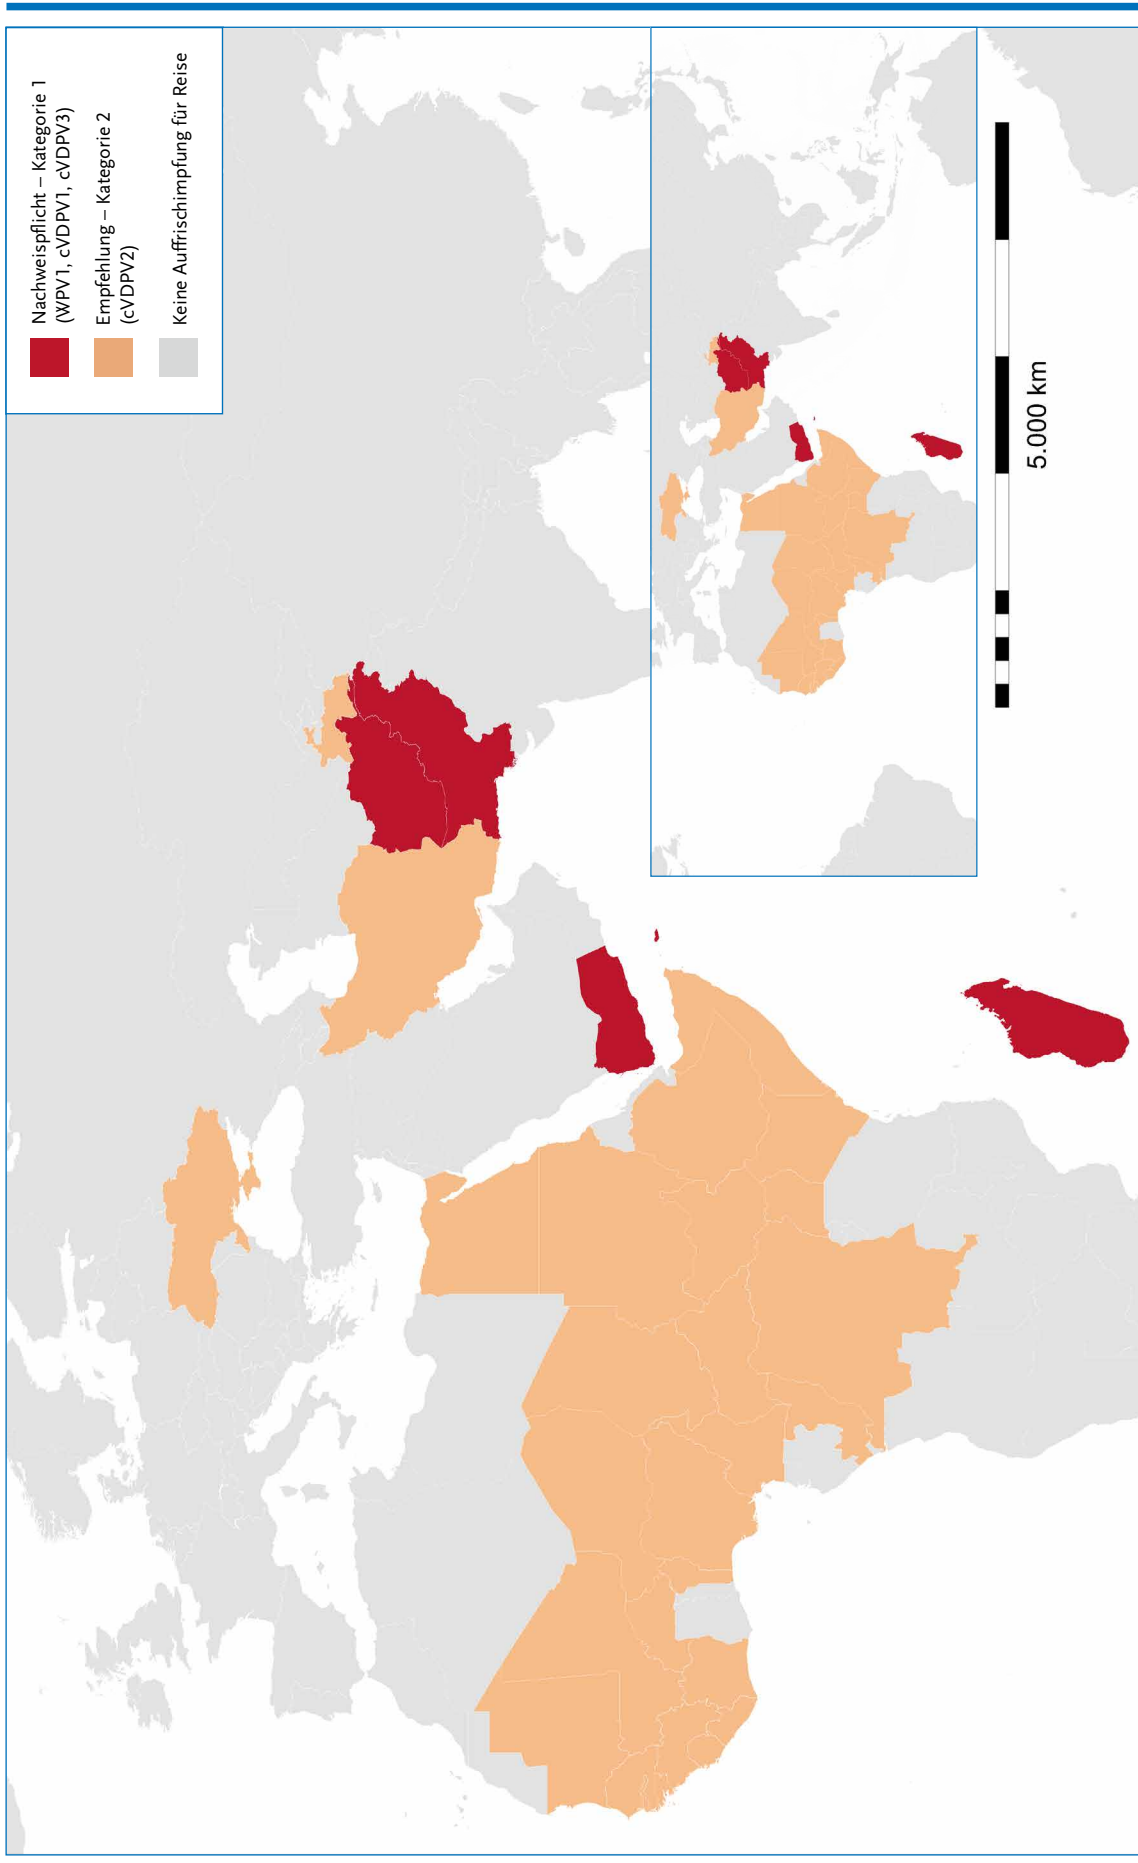 Nachweispflicht – Kategorie 1
(WPV1, cVDPV1, cVDPV3)
Empfehlung – Kategorie 2
(cVDPV2)
Keine Auffrischimpfung für Reise
5.000 km